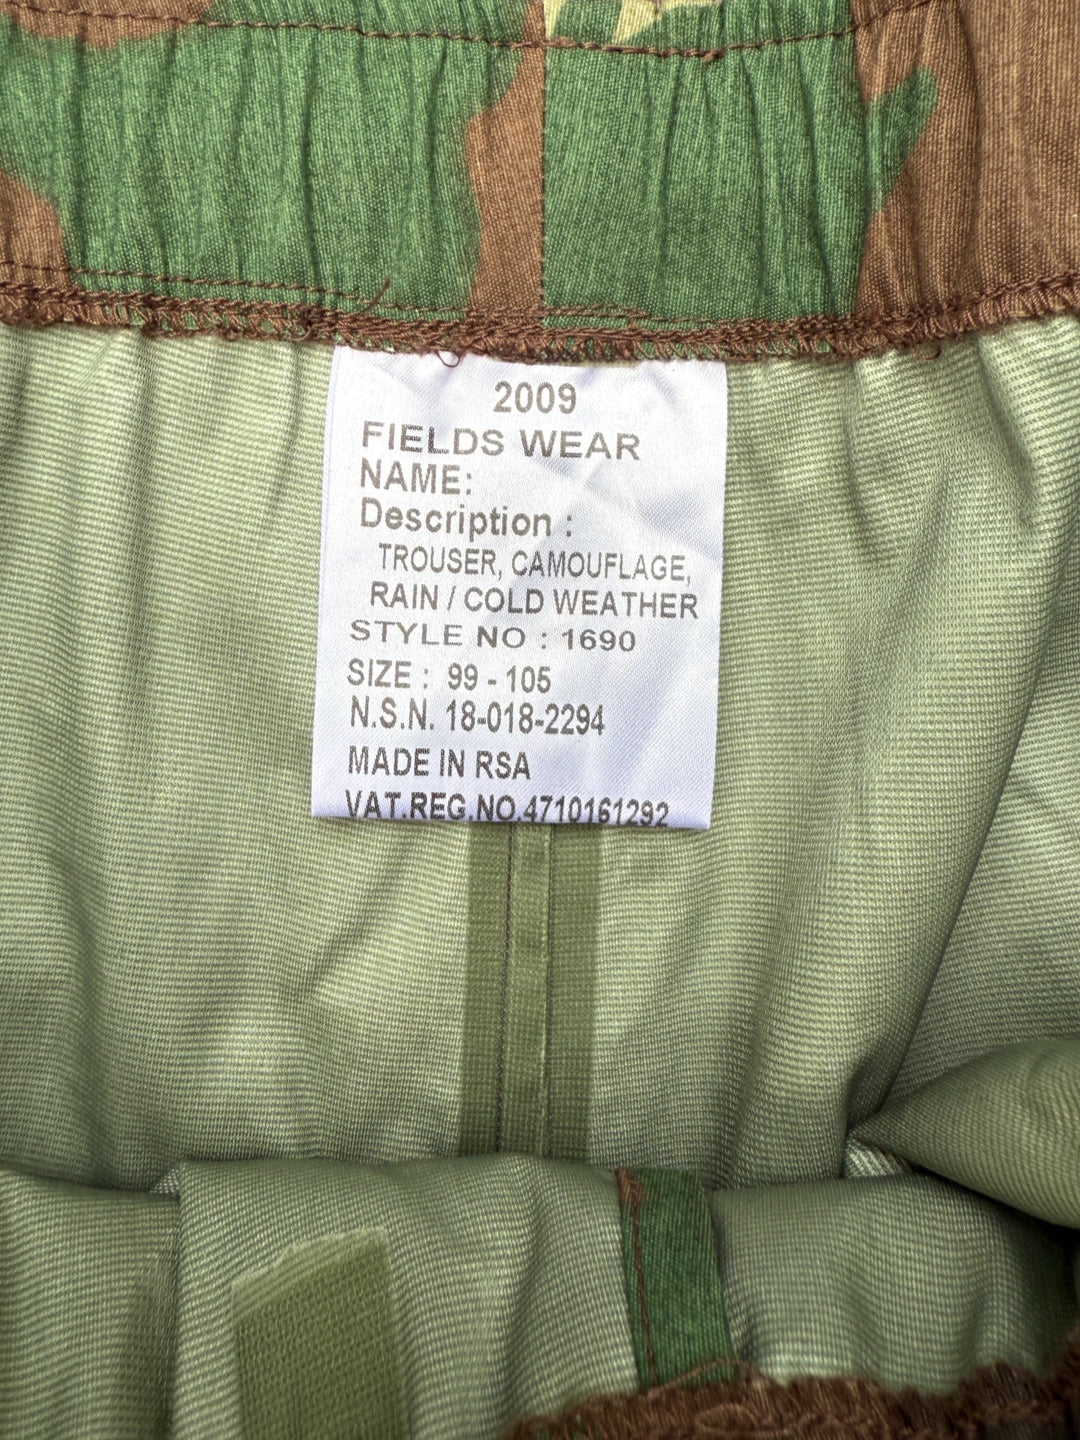 2009
FIELDS WEAR
NAME:
Description :
TROUSER, CAMOUFLAGE,
RAIN / COLD WEATHER
STYLE NO : 1690
SIZE : 99 - 105
N.S.N. 18-018-2294
MADE IN RSA
VAT.REG.NO.4710161292